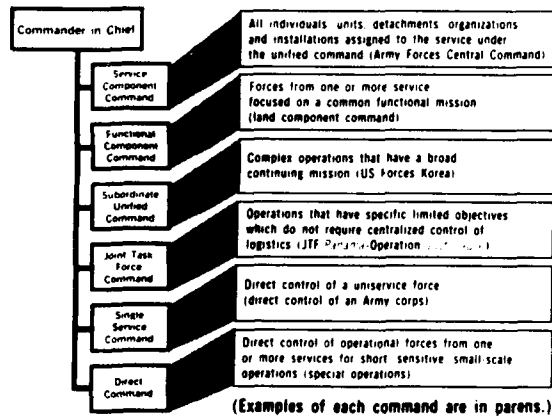 Commander in Chief
Service
Component
Command
All individuals units detachments organizations
and installations assigned to the service under
the unified command (Army Forces Central Command)
Functional
Component
Command
Forces from one or more service
focused on a common functional mission
(land component command)
Subordinate
Unified
Command
Complex operations that have a broad
continuing mission (US Forces Korea)
Joint Task
Force
Command
Operations that have specific limited objectives
which do not require centralized control of
logistics (JTF Panama-Operation
Single
Service
Command
Direct control of a uniservice force
(direct control of an Army corps)
Direct
Command
Direct control of operational forces from one
or more services for short sensitive small-scale
operations (special operations)
(Examples of each command are in parens.)